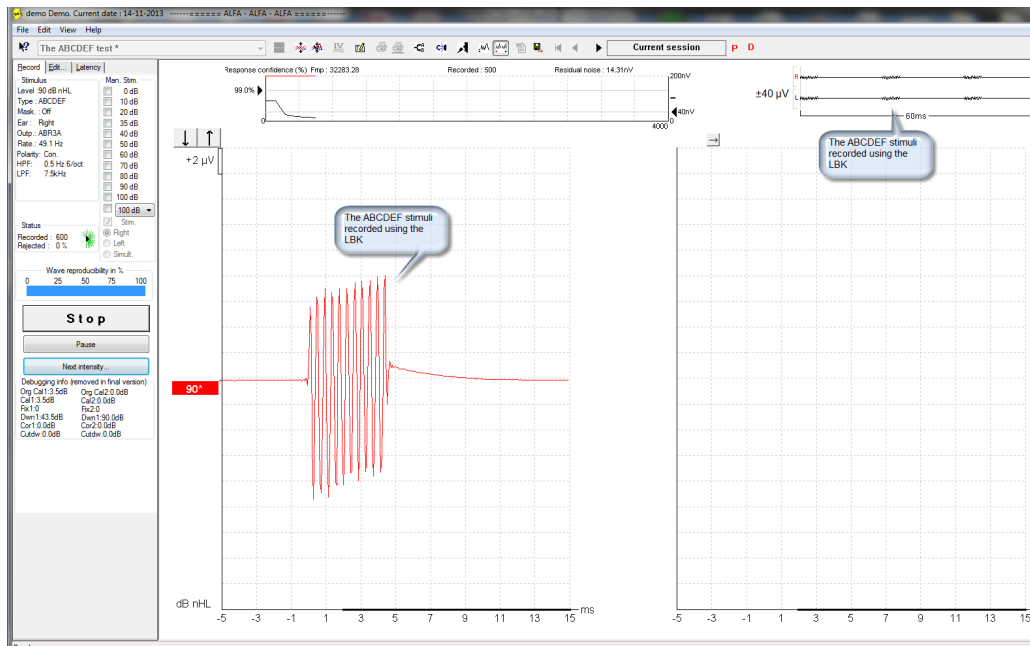 demo Demo. Current date : 14-11-2013 ------====== ALFA - ALFA - ALFA ======------
File Edit View Help
The ABCDEF test *
Current session P D
Record Edit... Latency
Stimulus
Level :90 dB nHL
Type : ABCDEF
Mask. : Off
Ear : Right
Outp.: ABR3A
Rate.: 49.1 Hz
Polarity: Con.
HPF: 0.5 Hz 6/oct
LPF: 7.5kHz
Man. Stim.
0 dB
10 dB
20 dB
35 dB
40 dB
50 dB
60 dB
70 dB
80 dB
90 dB
100 dB
100 dB
Stim.
Right
Left
Simult.
Status
Recorded : 600
Rejected : 0 %
Wave reproducibility in %
0 25 50 75 100
Stop
Pause
Next intensity...
Debugging info (removed in final version)
Org Cal1:3.5dB Org Cal2:0.0dB
Cal1:3.5dB Cal2:0.0dB
Fix1:0 Fix2:0
Dwn1:43.5dB Dwn1:90.0dB
Cor1:0.0dB Cor2:0.0dB
Cutdw:0.0dB Cutdw:0.0dB
Response confidence (%) Fmp : 32283.28 Recorded : 500 Residual noise : 14.31nV
99.0%
0
200nV
40nV
0
4000
R
L
±40 µV
60ms
The ABCDEF stimuli
recorded using the
LBK
+2 µV
The ABCDEF stimuli
recorded using the
LBK
90*
dB nHL
ms
-5 -3 -1 1 3 5 7 9 11 13 15
-5 -3 -1 1 3 5 7 9 11 13 15